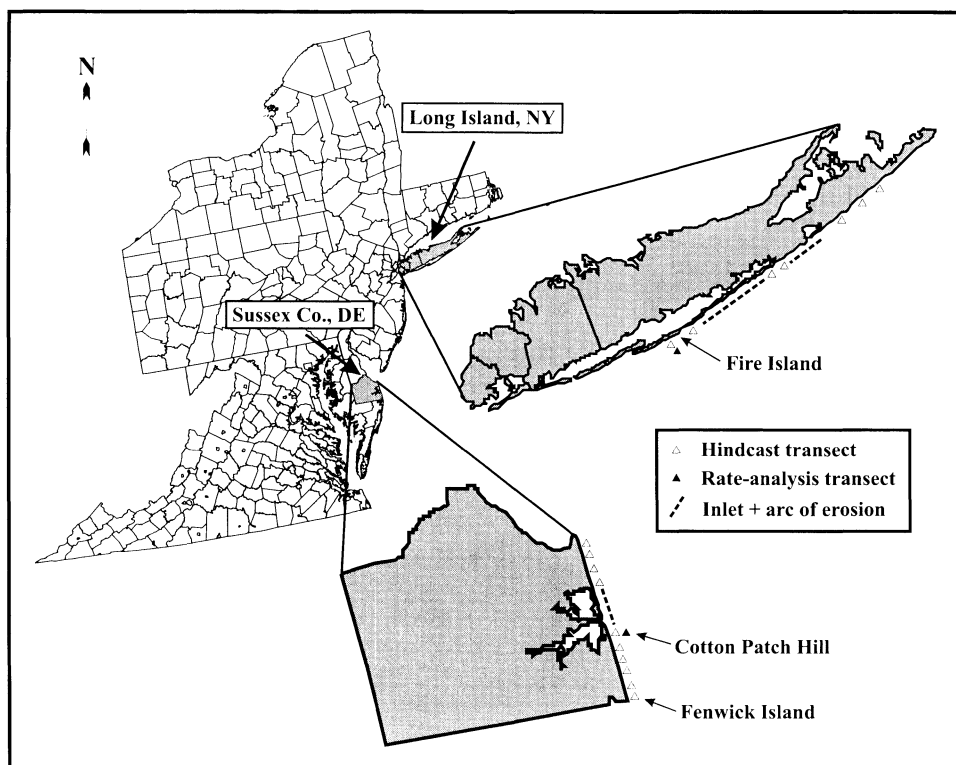 N
Long Island, NY
Sussex Co., DE
Fire Island
Hindcast transect
Rate-analysis transect
Inlet + arc of erosion
Cotton Patch Hill
Fenwick Island